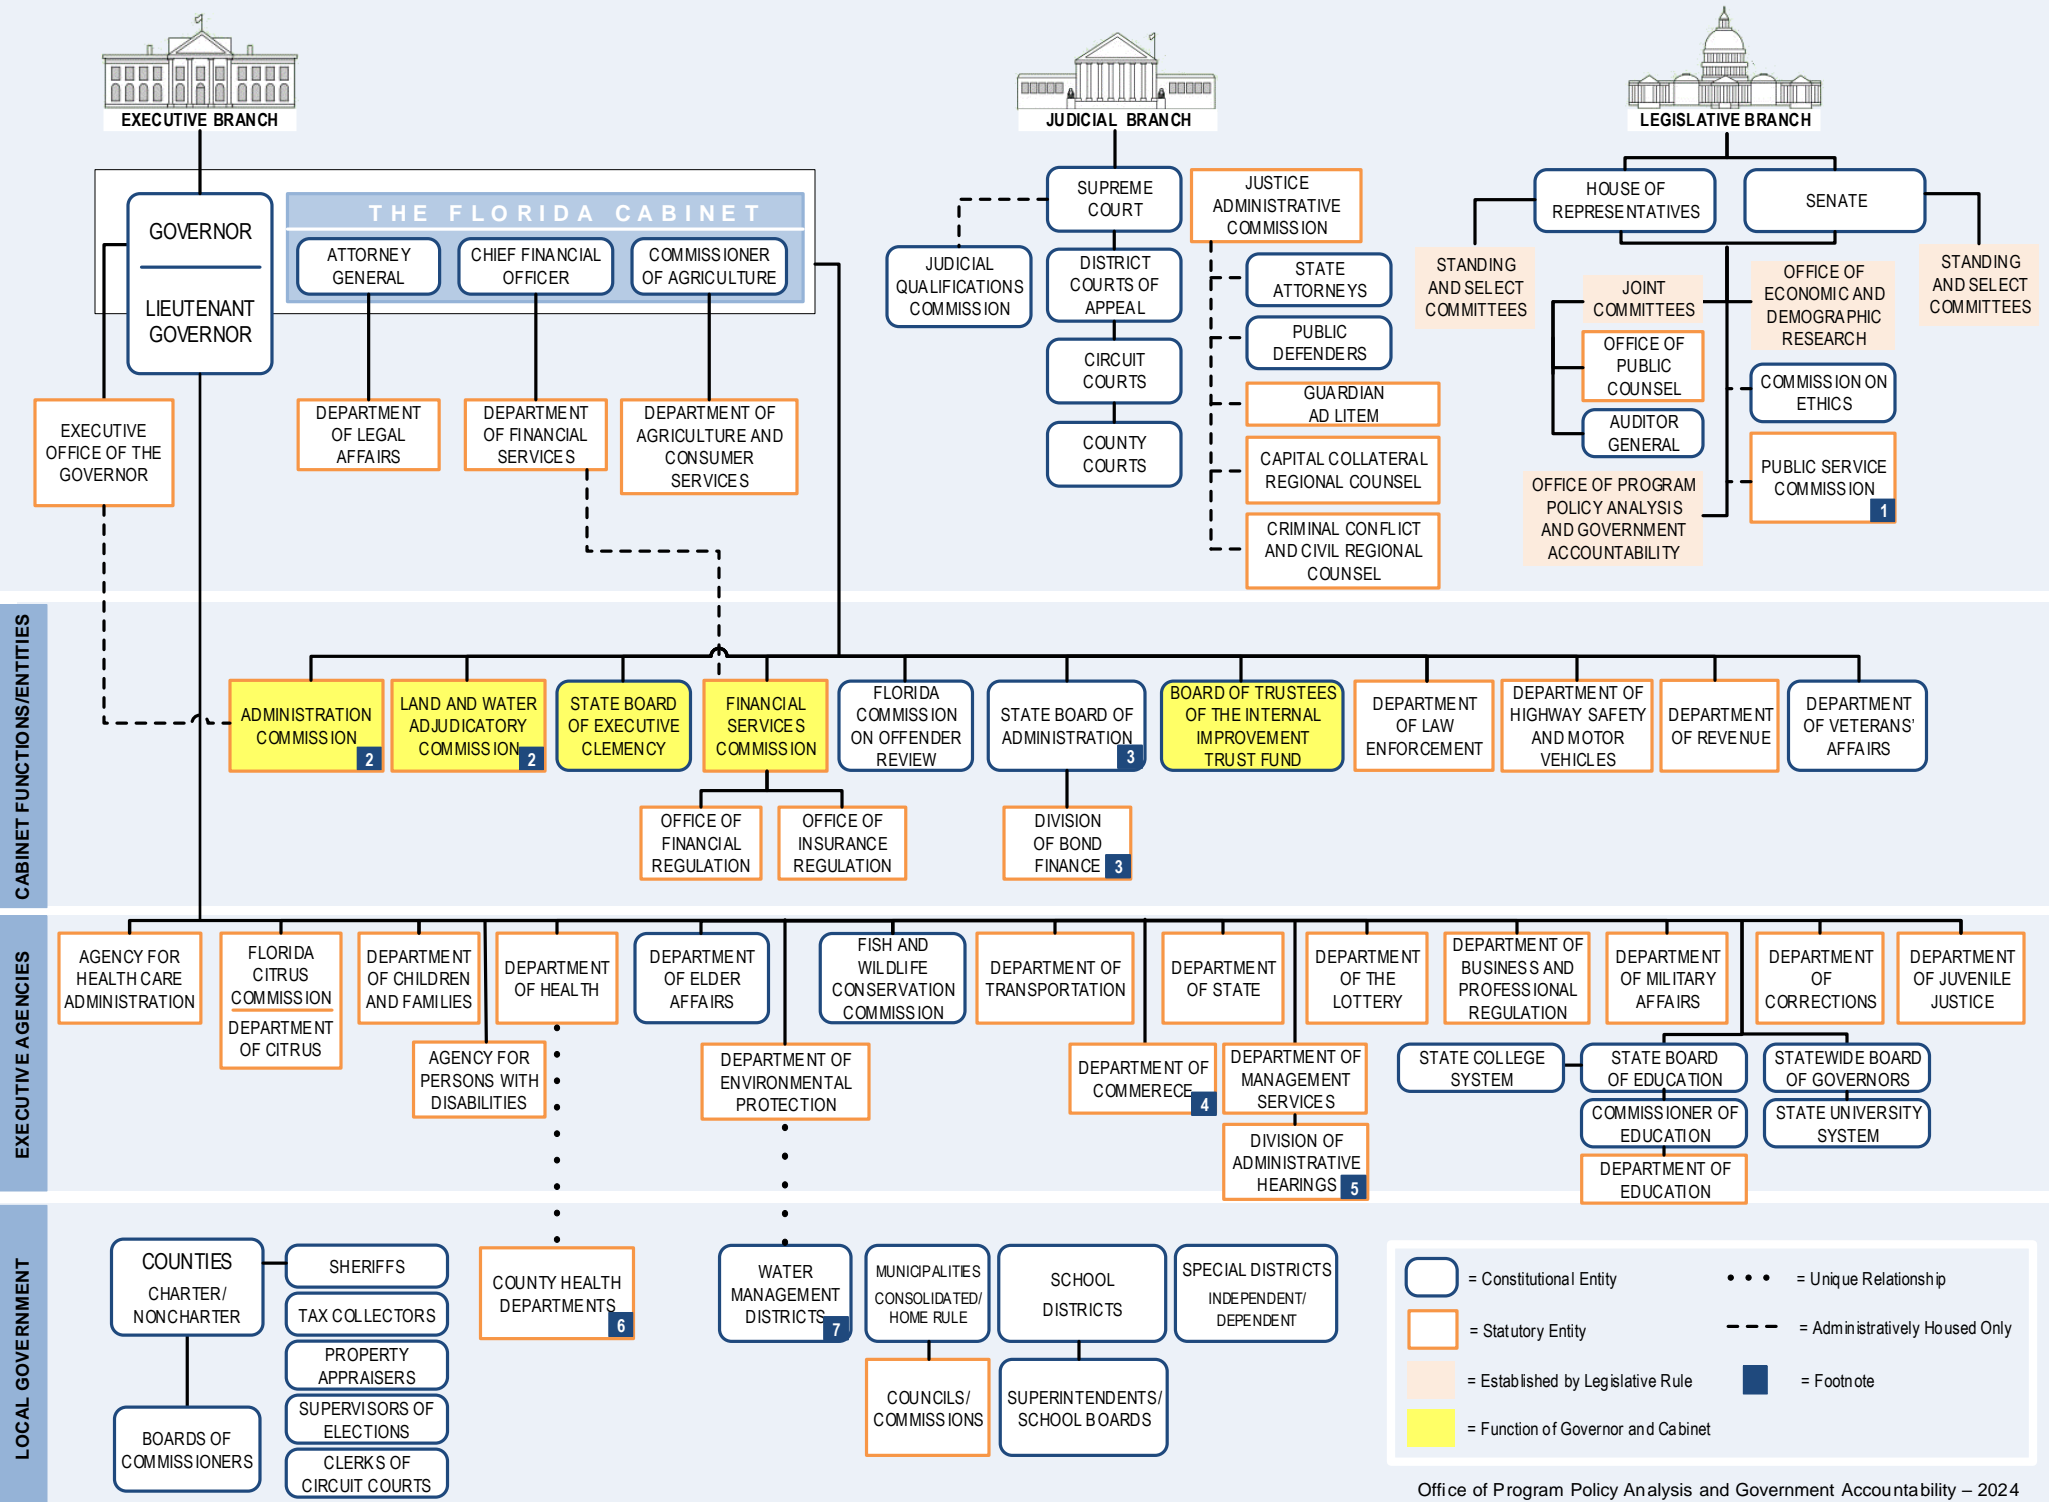 EXECUTIVE BRANCH
JUDICIAL BRANCH
LEGISLATIVE BRANCH
GOVERNOR
LIEUTENANT
GOVERNOR
THE FLORIDA CABINET
ATTORNEY
GENERAL
CHIEF FINANCIAL
OFFICER
COMMISSIONER
OF AGRICULTURE
EXECUTIVE
OFFICE OF THE
GOVERNOR
DEPARTMENT
OF LEGAL
AFFAIRS
DEPARTMENT
OF FINANCIAL
SERVICES
DEPARTMENT OF
AGRICULTURE AND
CONSUMER
SERVICES
SUPREME
COURT
JUDICIAL
QUALIFICATIONS
COMMISSION
DISTRICT
COURTS OF
APPEAL
CIRCUIT
COURTS
COUNTY
COURTS
JUSTICE
ADMINISTRATIVE
COMMISSION
STATE
ATTORNEYS
PUBLIC
DEFENDERS
GUARDIAN
AD LITEM
CAPITAL COLLATERAL
REGIONAL COUNSEL
CRIMINAL CONFLICT
AND CIVIL REGIONAL
COUNSEL
HOUSE OF
REPRESENTATIVES
SENATE
STANDING
AND SELECT
COMMITTEES
JOINT
COMMITTEES
OFFICE OF
PUBLIC
COUNSEL
AUDITOR
GENERAL
OFFICE OF PROGRAM
POLICY ANALYSIS
AND GOVERNMENT
ACCOUNTABILITY
OFFICE OF
ECONOMIC AND
DEMOGRAPHIC
RESEARCH
COMMISSION ON
ETHICS
PUBLIC SERVICE
COMMISSION
1
STANDING
AND SELECT
COMMITTEES
CABINET FUNCTIONS/ENTITIES
ADMINISTRATION
COMMISSION
2
LAND AND WATER
ADJUDICATORY
COMMISSION
2
STATE BOARD
OF EXECUTIVE
CLEMENCY
FINANCIAL
SERVICES
COMMISSION
FLORIDA
COMMISSION
ON OFFENDER
REVIEW
STATE BOARD OF
ADMINISTRATION
3
BOARD OF TRUSTEES
OF THE INTERNAL
IMPROVEMENT
TRUST FUND
DEPARTMENT
OF LAW
ENFORCEMENT
DEPARTMENT OF
HIGHWAY SAFETY
AND MOTOR
VEHICLES
DEPARTMENT
OF REVENUE
DEPARTMENT
OF VETERANS'
AFFAIRS
OFFICE OF
FINANCIAL
REGULATION
OFFICE OF
INSURANCE
REGULATION
DIVISION
OF BOND
FINANCE
3
EXECUTIVE AGENCIES
AGENCY FOR
HEALTH CARE
ADMINISTRATION
FLORIDA
CITRUS
COMMISSION
DEPARTMENT
OF CITRUS
DEPARTMENT
OF CHILDREN
AND FAMILIES
AGENCY FOR
PERSONS WITH
DISABILITIES
DEPARTMENT
OF HEALTH
DEPARTMENT
OF ELDER
AFFAIRS
DEPARTMENT OF
ENVIRONMENTAL
PROTECTION
FISH AND
WILDLIFE
CONSERVATION
COMMISSION
DEPARTMENT OF
TRANSPORTATION
DEPARTMENT OF
COMMERECE
4
DEPARTMENT
OF STATE
DEPARTMENT OF
MANAGEMENT
SERVICES
DIVISION OF
ADMINISTRATIVE
HEARINGS
5
DEPARTMENT
OF THE
LOTTERY
DEPARTMENT OF
BUSINESS AND
PROFESSIONAL
REGULATION
DEPARTMENT
OF MILITARY
AFFAIRS
STATE COLLEGE
SYSTEM
STATE BOARD
OF EDUCATION
COMMISSIONER OF
EDUCATION
DEPARTMENT OF
EDUCATION
STATEWIDE BOARD
OF GOVERNORS
STATE UNIVERSITY
SYSTEM
DEPARTMENT
OF
CORRECTIONS
DEPARTMENT
OF JUVENILE
JUSTICE
LOCAL GOVERNMENT
COUNTIES
CHARTER/
NONCHARTER
BOARDS OF
COMMISSIONERS
SHERIFFS
TAX COLLECTORS
PROPERTY
APPRAISERS
SUPERVISORS OF
ELECTIONS
CLERKS OF
CIRCUIT COURTS
COUNTY HEALTH
DEPARTMENTS
6
WATER
MANAGEMENT
DISTRICTS
7
MUNICIPALITIES
CONSOLIDATED/
HOME RULE
COUNCILS/
COMMISSIONS
SCHOOL
DISTRICTS
SUPERINTENDENTS/
SCHOOL BOARDS
SPECIAL DISTRICTS
INDEPENDENT/
DEPENDENT
= Constitutional Entity
= Statutory Entity
= Established by Legislative Rule
= Function of Governor and Cabinet
= Unique Relationship
= Administratively Housed Only
= Footnote
Office of Program Policy Analysis and Government Accountability – 2024